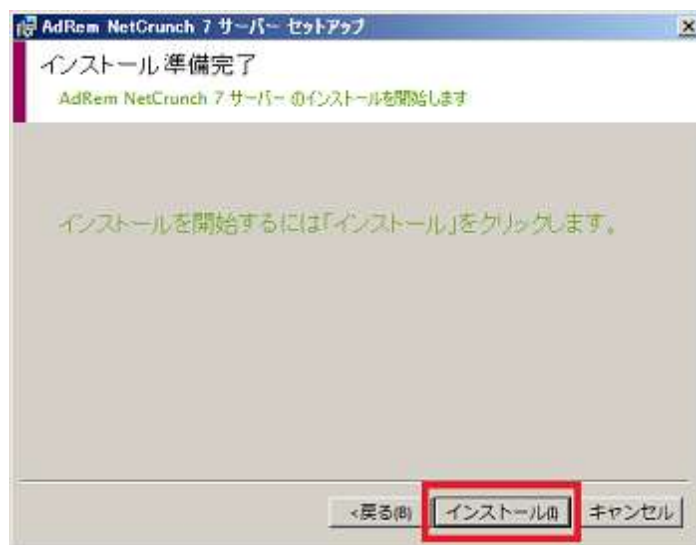 AdRem NetCrunch 7 サーバー セットアップ
インストール準備完了
AdRem NetCrunch 7 サーバー のインストールを開始します
インストールを開始するには「インストール」をクリックします。
<戻る(B) インストール(I) キャンセル